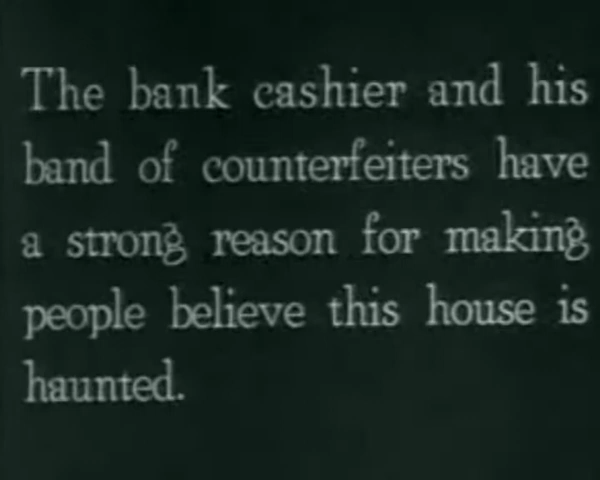 The bank cashier and his
band of counterfeiters have
a strong reason for making
people believe this house is
haunted.